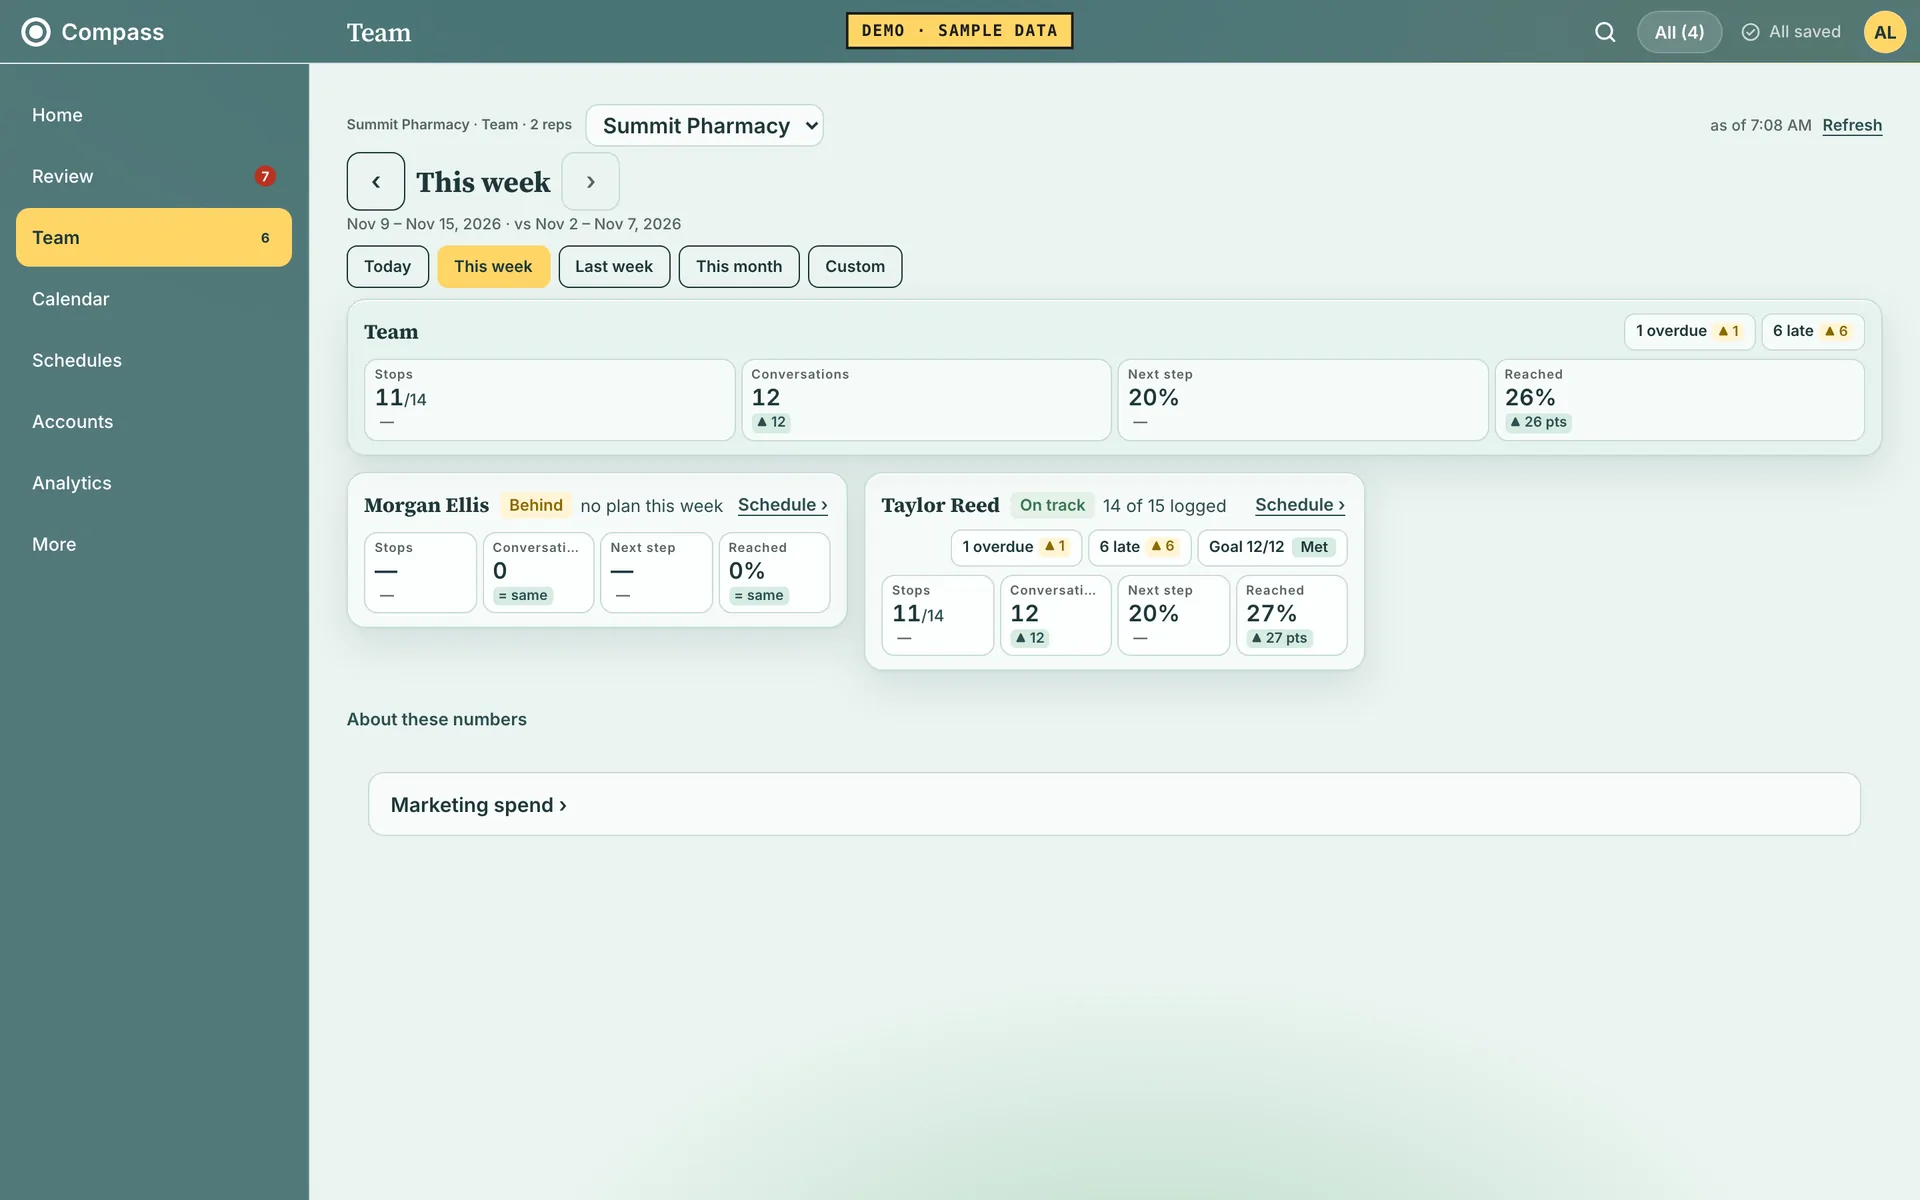 Compass
Team
DEMO · SAMPLE DATA
All (4)
All saved
AL
Home
Review 7
Team 6
Calendar
Schedules
Accounts
Analytics
More
Summit Pharmacy · Team · 2 reps
Summit Pharmacy
as of 7:08 AM Refresh
‹ This week ›
Nov 9 – Nov 15, 2026 · vs Nov 2 – Nov 7, 2026
Today
This week
Last week
This month
Custom
Team
1 overdue ▲ 1
6 late ▲ 6
Stops
11/14
—
Conversations
12
▲ 12
Next step
20%
—
Reached
26%
▲ 26 pts
Morgan Ellis Behind no plan this week Schedule ›
Stops
—
—
Conversati...
0
= same
Next step
—
—
Reached
0%
= same
Taylor Reed On track 14 of 15 logged Schedule ›
1 overdue ▲ 1
6 late ▲ 6
Goal 12/12 Met
Stops
11/14
—
Conversati...
12
▲ 12
Next step
20%
—
Reached
27%
▲ 27 pts
About these numbers
Marketing spend ›